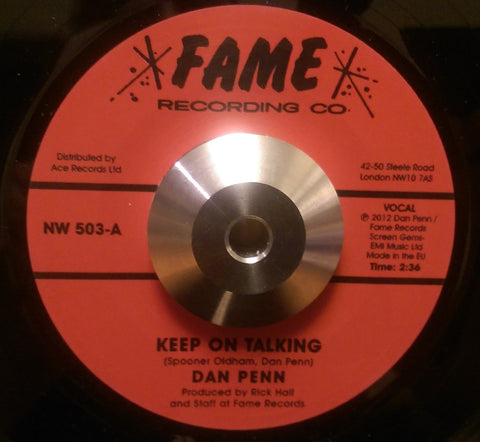 FAME
RECORDING CO.
Distributed by
Ace Records Ltd
42-50 Steele Road
London NW10 7AS
NW 503-A
VOCAL
℗ 2012 Dan Penn /
Fame Records
Screen Gems-
EMI Music Ltd
Made in the EU
Time: 2:36
KEEP ON TALKING
(Spooner Oldham, Dan Penn)
DAN PENN
Produced by Rick Hall
and Staff at Fame Records